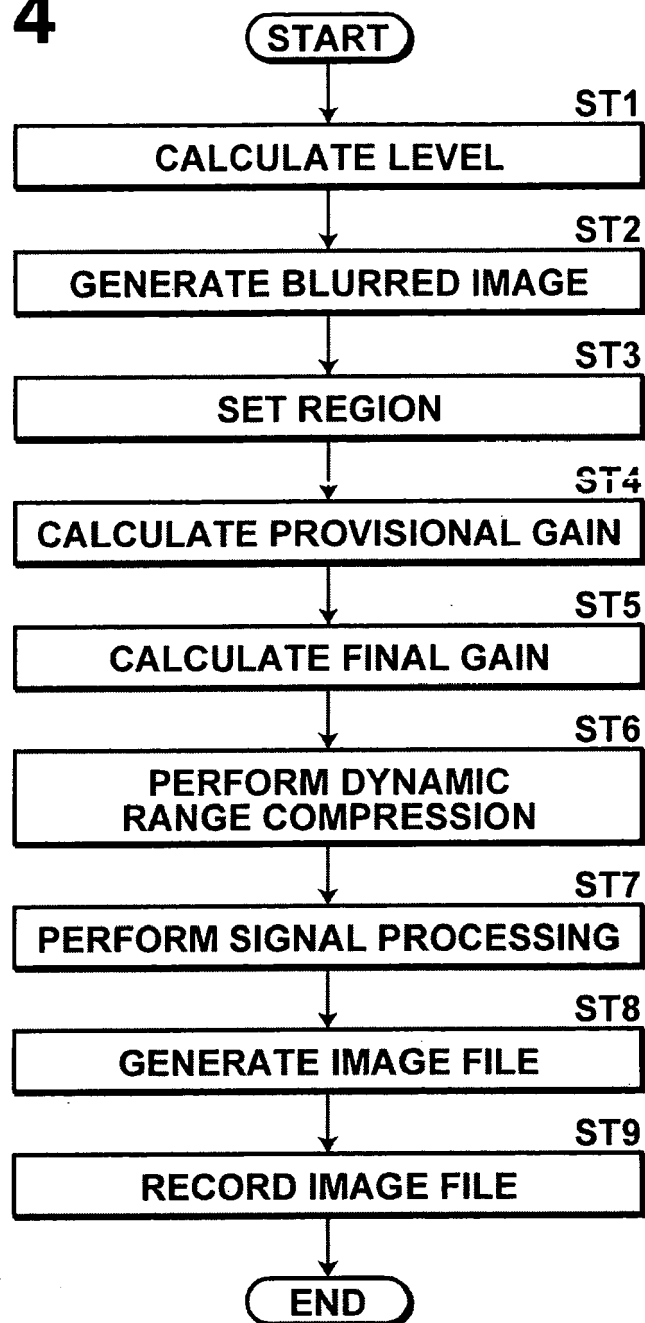 4
START
ST1
CALCULATE LEVEL
ST2
GENERATE BLURRED IMAGE
ST3
SET REGION
ST4
CALCULATE PROVISIONAL GAIN
ST5
CALCULATE FINAL GAIN
ST6
PERFORM DYNAMIC
RANGE COMPRESSION
ST7
PERFORM SIGNAL PROCESSING
ST8
GENERATE IMAGE FILE
ST9
RECORD IMAGE FILE
END